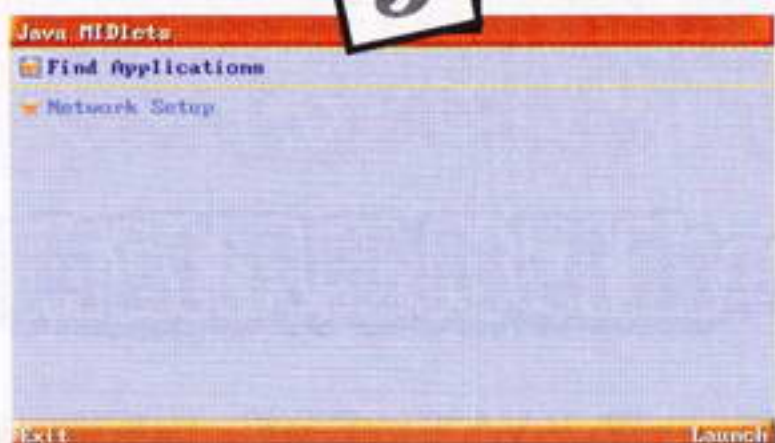 Java MIDlets
Find Applications
Network Setup
Exit
Launch